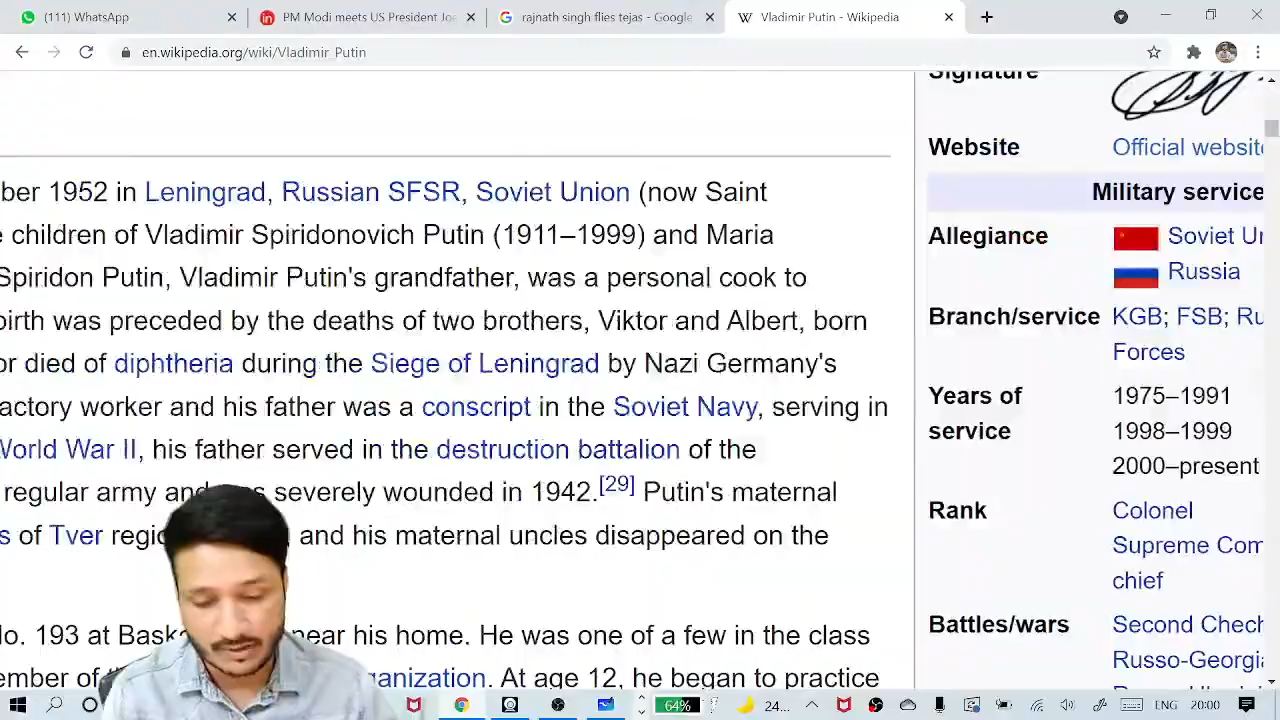 (111) WhatsApp
PM Modi meets US President Joe
rajnath singh flies tejas - Google
Vladimir Putin - Wikipedia
en.wikipedia.org/wiki/Vladimir_Putin
ber 1952 in Leningrad, Russian SFSR, Soviet Union (now Saint
e children of Vladimir Spiridonovich Putin (1911–1999) and Maria
Spiridon Putin, Vladimir Putin's grandfather, was a personal cook to
birth was preceded by the deaths of two brothers, Viktor and Albert, born
or died of diphtheria during the Siege of Leningrad by Nazi Germany's
actory worker and his father was a conscript in the Soviet Navy, serving in
World War II, his father served in the destruction battalion of the
regular army and was severely wounded in 1942.[29] Putin's maternal
s of Tver regio and his maternal uncles disappeared on the
No. 193 at Bask near his home. He was one of a few in the class
ember of ganization. At age 12, he began to practice
Signature
Website Official website
Military service
Allegiance Soviet Un
Russia
Branch/service KGB; FSB; Ru
Forces
Years of service
1975–1991
1998–1999
2000–present
Rank Colonel
Supreme Com
chief
Battles/wars Second Chech
Russo-Georgia
64% 24... ENG 20:00